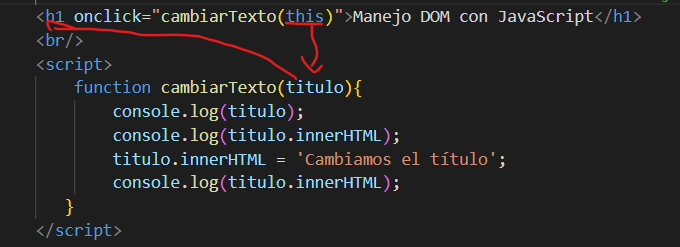 <h1 onclick="cambiarTexto(this)">Manejo DOM con JavaScript</h1>
<br/>
<script>
function cambiarTexto(titulo){
console.log(titulo);
console.log(titulo.innerHTML);
titulo.innerHTML = 'Cambiamos el título';
console.log(titulo.innerHTML);
}
</script>